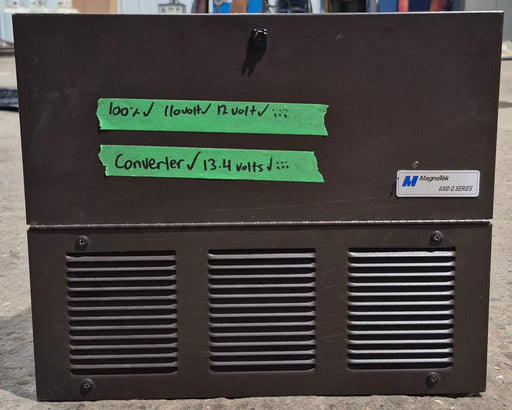 100% ✓ 110volt✓ 12 volt✓
Converter ✓ 13.4 volts ✓
M MagneTek
6300 Q SERIES